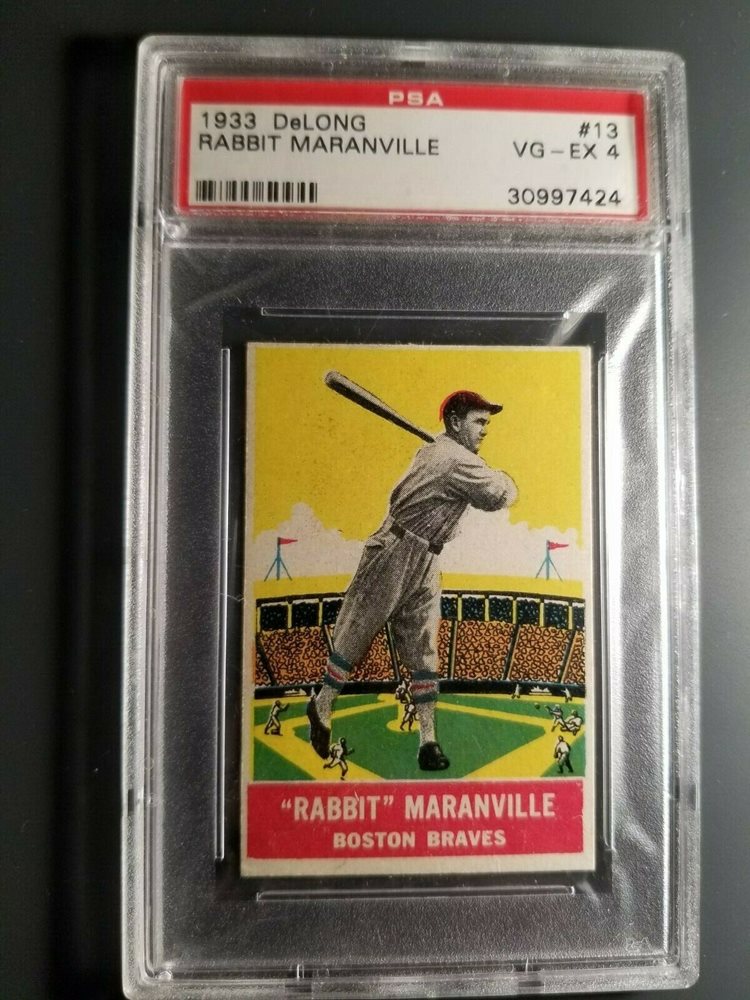 PSA
1933 DeLONG #13
RABBIT MARANVILLE VG-EX 4
30997424
"RABBIT" MARANVILLE
BOSTON BRAVES